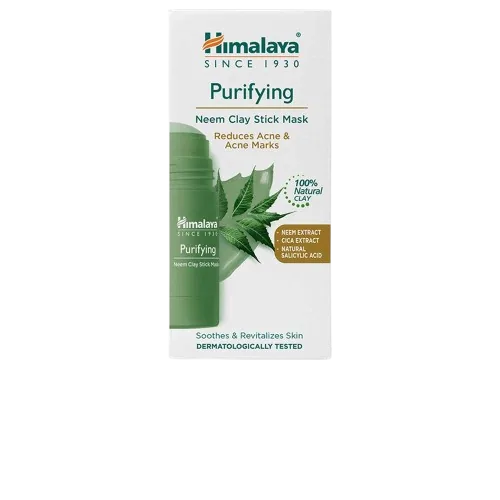 Himalaya®
SINCE 1930
Purifying
Neem Clay Stick Mask
Reduces Acne &
Acne Marks
100%
Natural
CLAY
Himalaya
SINCE 1930
Purifying
Neem Clay Stick Mask
• NEEM EXTRACT
• CICA EXTRACT
• NATURAL
SALICYLIC ACID
Soothes & Revitalizes Skin
DERMATOLOGICALLY TESTED